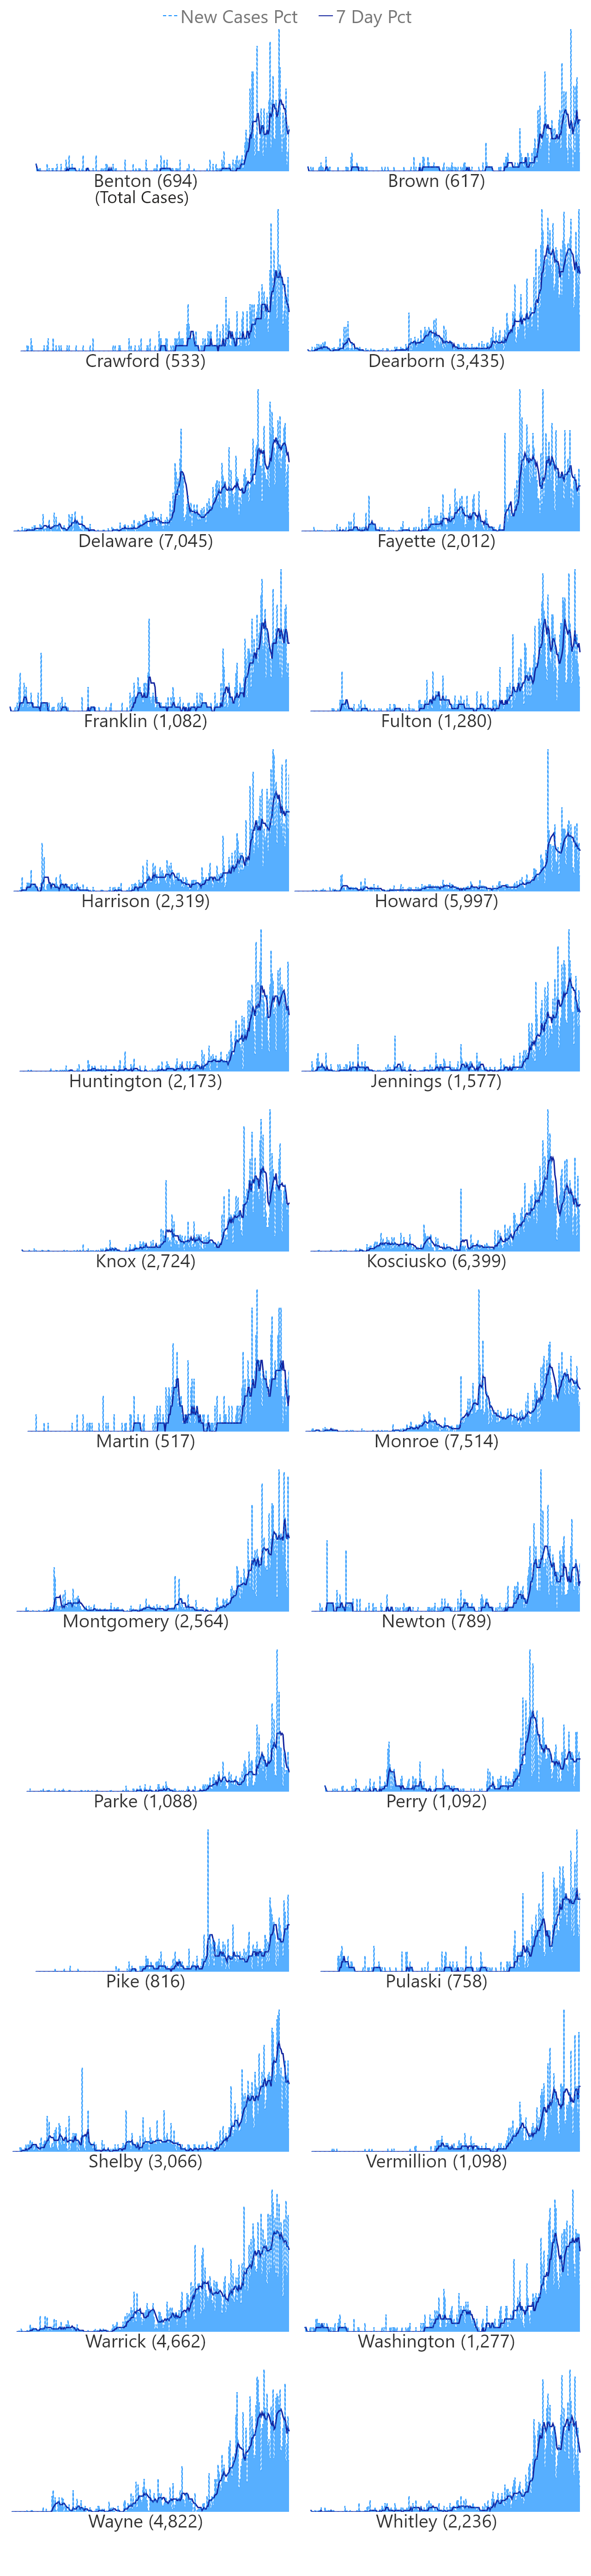 New Cases Pct 7 Day Pct
Benton (694) Brown (617)
(Total Cases)
Crawford (533) Dearborn (3,435)
Delaware (7,045) Fayette (2,012)
Franklin (1,082) Fulton (1,280)
Harrison (2,319) Howard (5,997)
Huntington (2,173) Jennings (1,577)
Knox (2,724) Kosciusko (6,399)
Martin (517) Monroe (7,514)
Montgomery (2,564) Newton (789)
Parke (1,088) Perry (1,092)
Pike (816) Pulaski (758)
Shelby (3,066) Vermillion (1,098)
Warrick (4,662) Washington (1,277)
Wayne (4,822) Whitley (2,236)